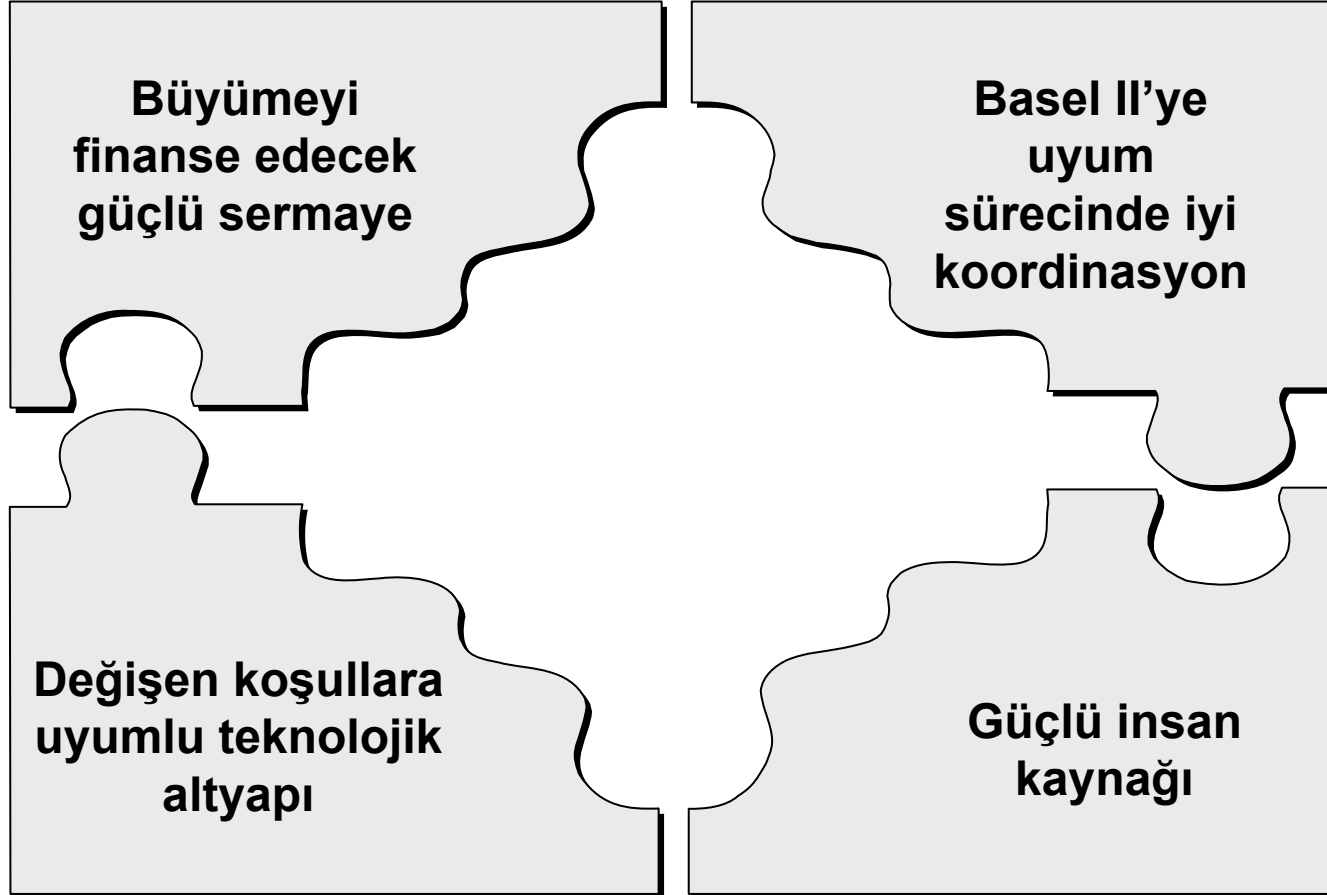 Büyümeyi
finanse edecek
güçlü sermaye
Basel II’ye
uyum
sürecinde iyi
koordinasyon
Değişen koşullara
uyumlu teknolojik
altyapı
Güçlü insan
kaynağı